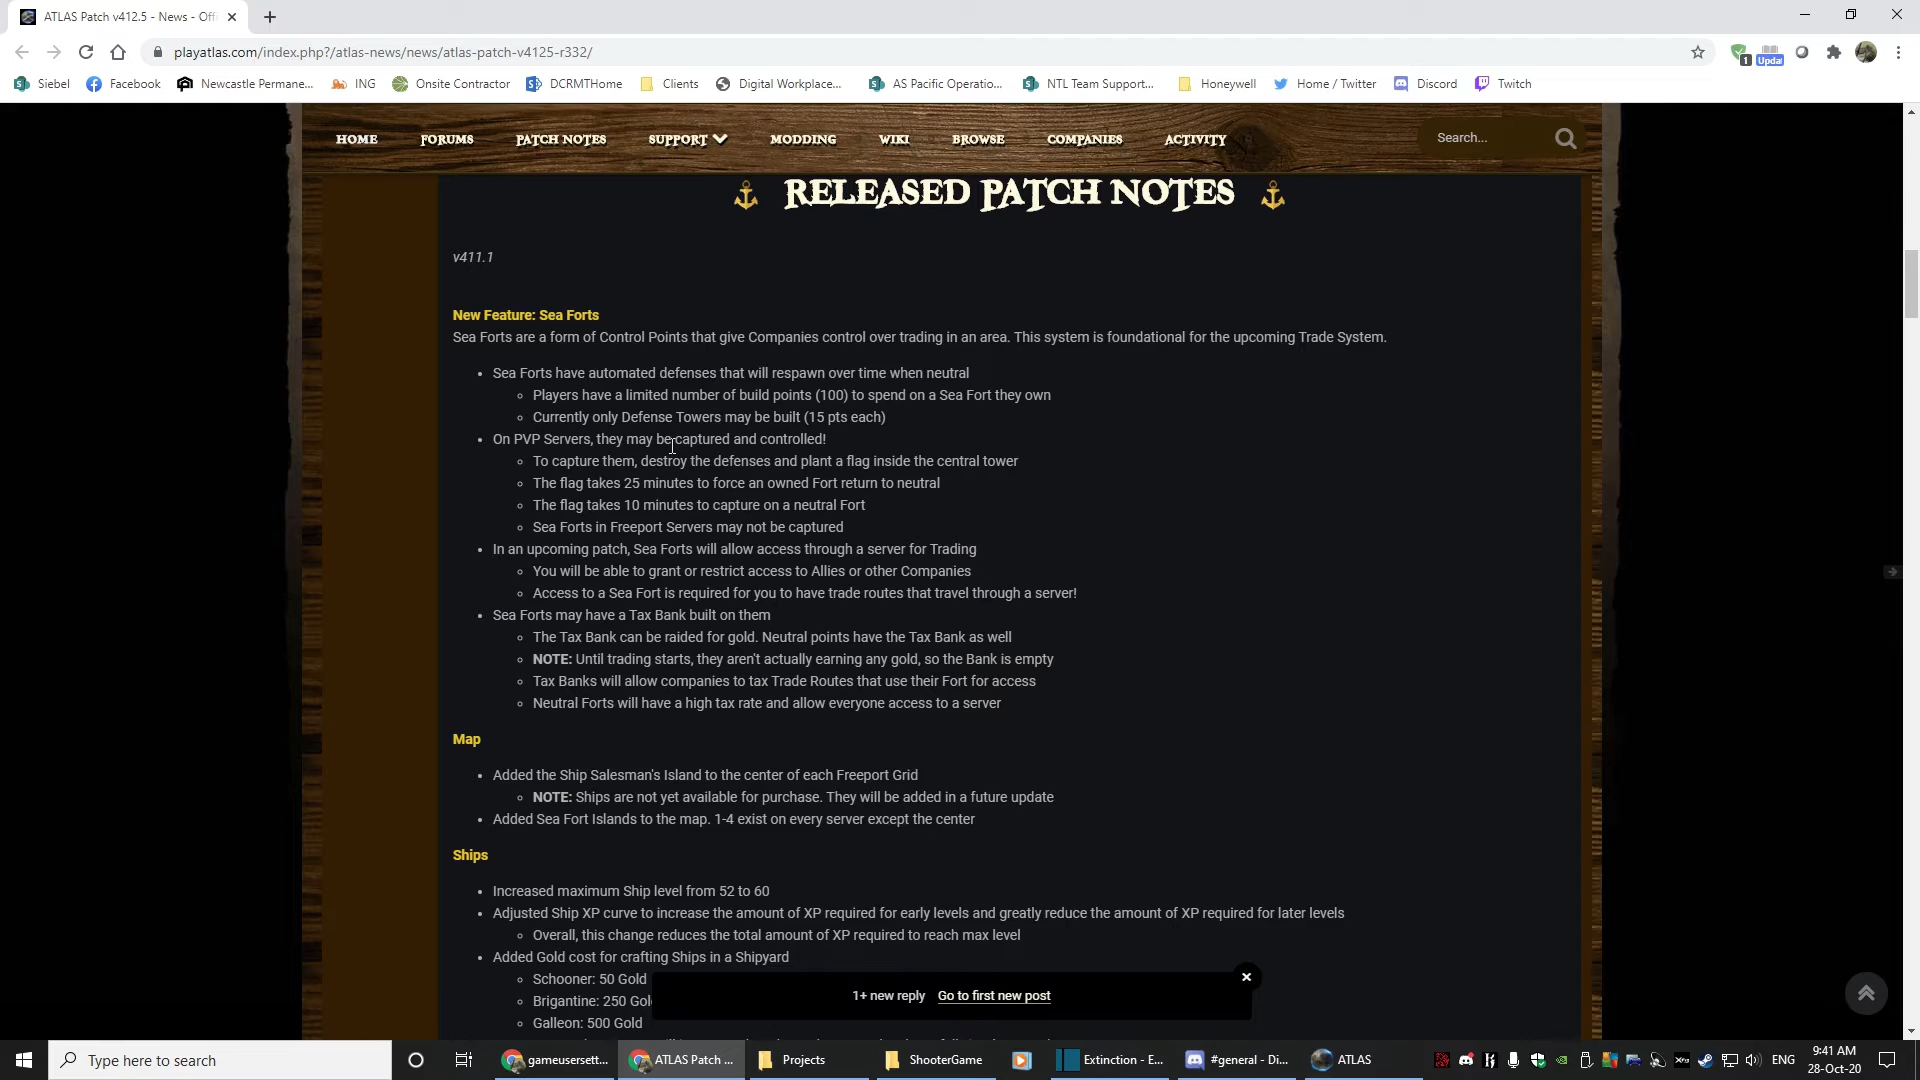 ATLAS Patch v412.5 - News - Offi
playatlas.com/index.php?/atlas-news/news/atlas-patch-v4125-r332/
1
Updat
Siebel
Facebook
Newcastle Permane...
ING
Onsite Contractor
DCRMTHome
Clients
Digital Workplace...
AS Pacific Operatio...
NTL Team Support...
Honeywell
Home / Twitter
Discord
Twitch
HOME
FORUMS
PATCH NOTES
SUPPORT
MODDING
WIKI
BROWSE
COMPANIES
ACTIVITY
Search...
RELEASED PATCH NOTES
v411.1
New Feature: Sea Forts
Sea Forts are a form of Control Points that give Companies control over trading in an area. This system is foundational for the upcoming Trade System.
Sea Forts have automated defenses that will respawn over time when neutral
Players have a limited number of build points (100) to spend on a Sea Fort they own
Currently only Defense Towers may be built (15 pts each)
On PVP Servers, they may be captured and controlled!
To capture them, destroy the defenses and plant a flag inside the central tower
The flag takes 25 minutes to force an owned Fort return to neutral
The flag takes 10 minutes to capture on a neutral Fort
Sea Forts in Freeport Servers may not be captured
In an upcoming patch, Sea Forts will allow access through a server for Trading
You will be able to grant or restrict access to Allies or other Companies
Access to a Sea Fort is required for you to have trade routes that travel through a server!
Sea Forts may have a Tax Bank built on them
The Tax Bank can be raided for gold. Neutral points have the Tax Bank as well
NOTE: Until trading starts, they aren't actually earning any gold, so the Bank is empty
Tax Banks will allow companies to tax Trade Routes that use their Fort for access
Neutral Forts will have a high tax rate and allow everyone access to a server
Map
Added the Ship Salesman's Island to the center of each Freeport Grid
NOTE: Ships are not yet available for purchase. They will be added in a future update
Added Sea Fort Islands to the map. 1-4 exist on every server except the center
Ships
Increased maximum Ship level from 52 to 60
Adjusted Ship XP curve to increase the amount of XP required for early levels and greatly reduce the amount of XP required for later levels
Overall, this change reduces the total amount of XP required to reach max level
Added Gold cost for crafting Ships in a Shipyard
Schooner: 50 Gold
Brigantine: 250 Gol
Galleon: 500 Gold
1+ new reply
Go to first new post
Type here to search
gameusersett...
ATLAS Patch ...
Projects
ShooterGame
Extinction - E...
#general - Di...
ATLAS
ENG
9:41 AM
28-Oct-20